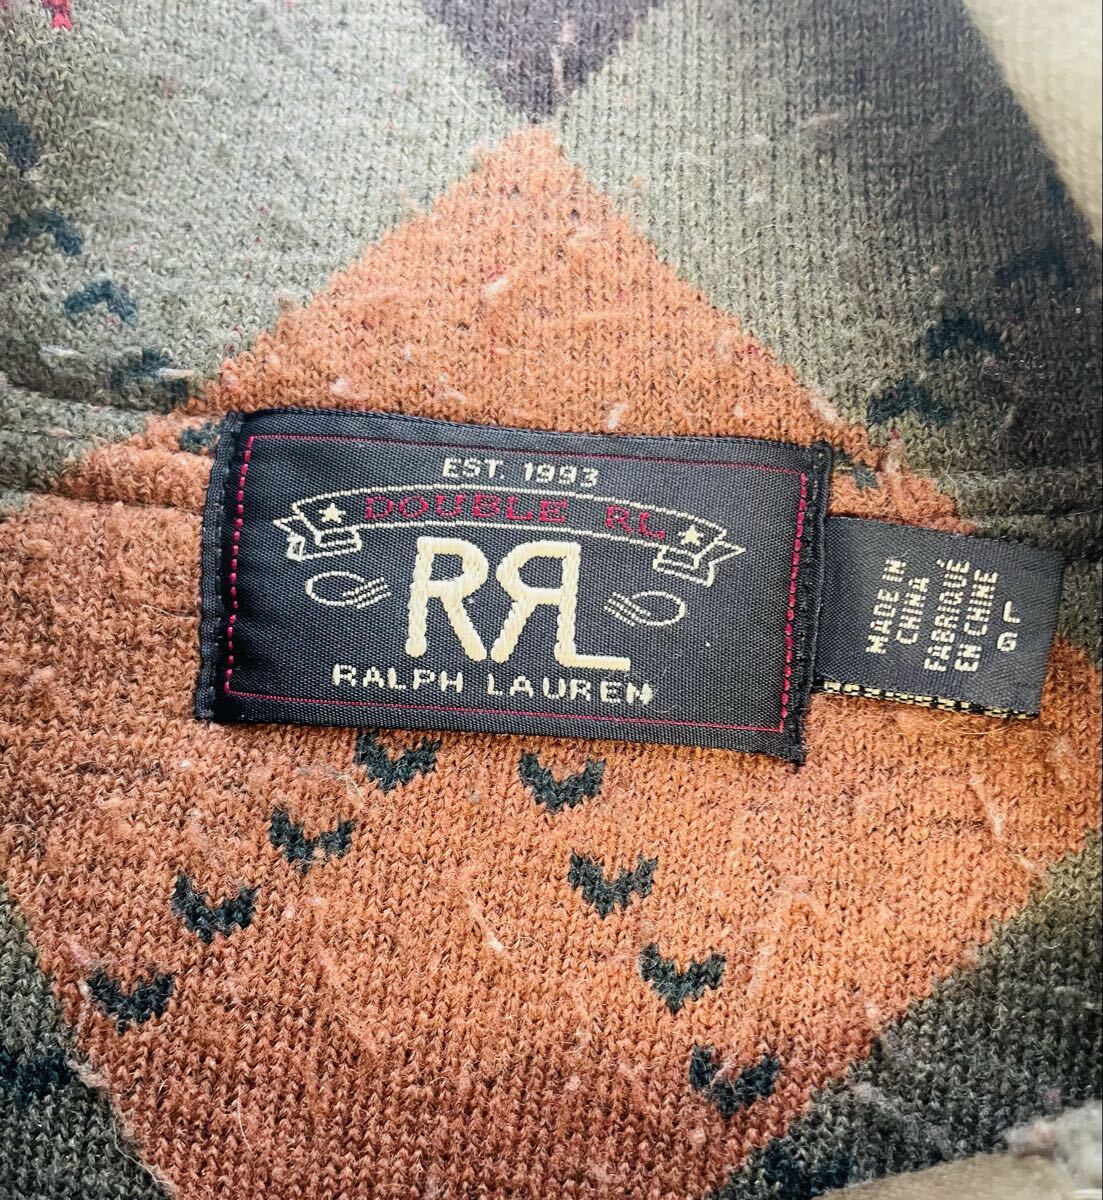 EST. 1993
DOUBLE RL
RRL
RALPH LAUREN
MADE IN
CHINA
FABRIQUÉ
EN CHINE
L
G